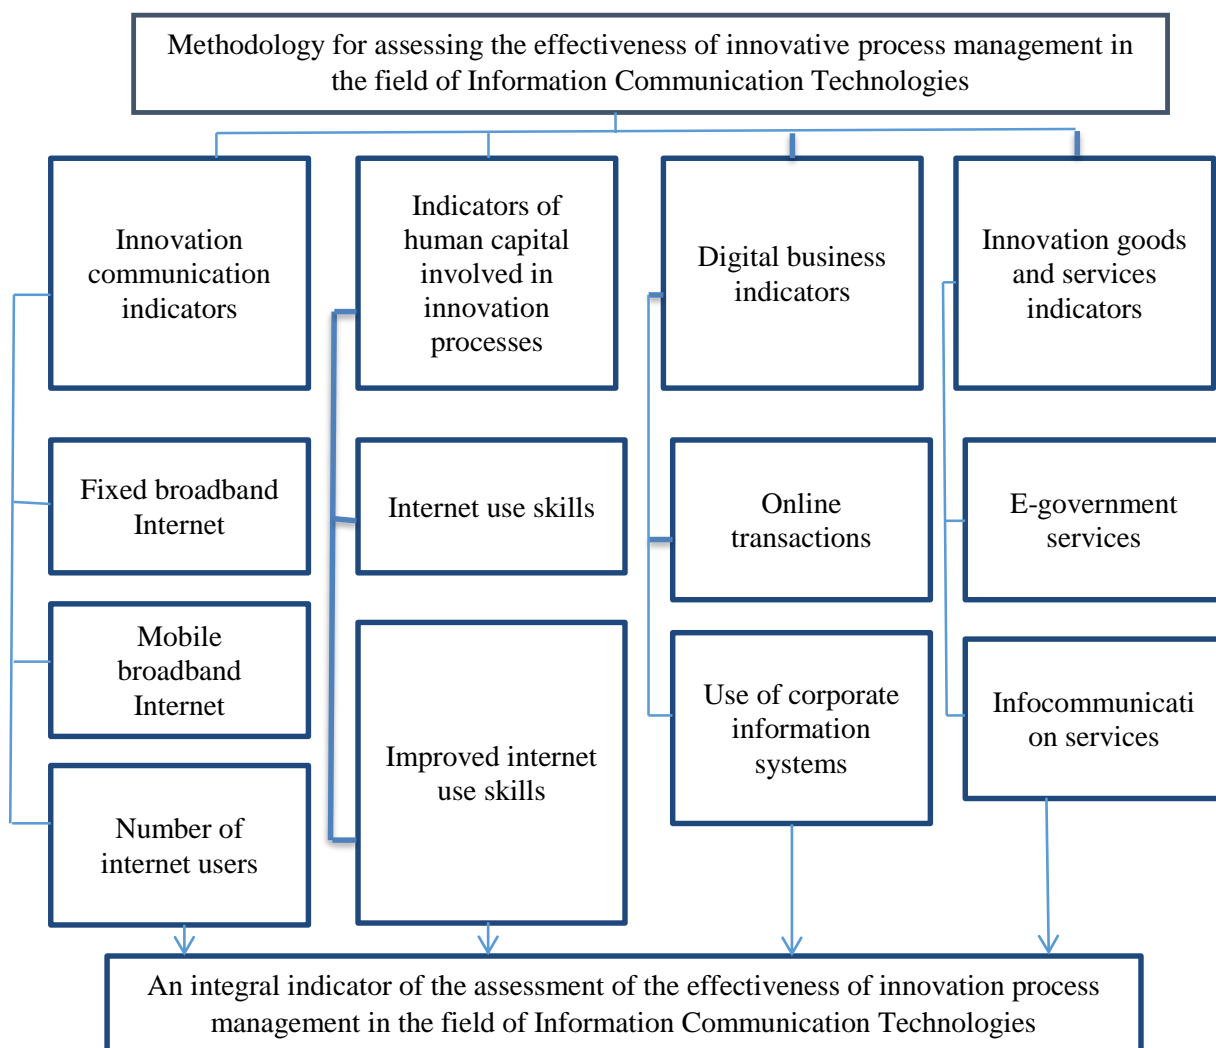 Methodology for assessing the effectiveness of innovative process management in
the field of Information Communication Technologies
Innovation
communication
indicators
Indicators of
human capital
involved in
innovation
processes
Digital business
indicators
Innovation goods
and services
indicators
Fixed broadband
Internet
Internet use skills
Online
transactions
E-government
services
Mobile
broadband
Internet
Improved internet
use skills
Use of corporate
information
systems
Infocommunicati
on services
Number of
internet users
An integral indicator of the assessment of the effectiveness of innovation process
management in the field of Information Communication Technologies